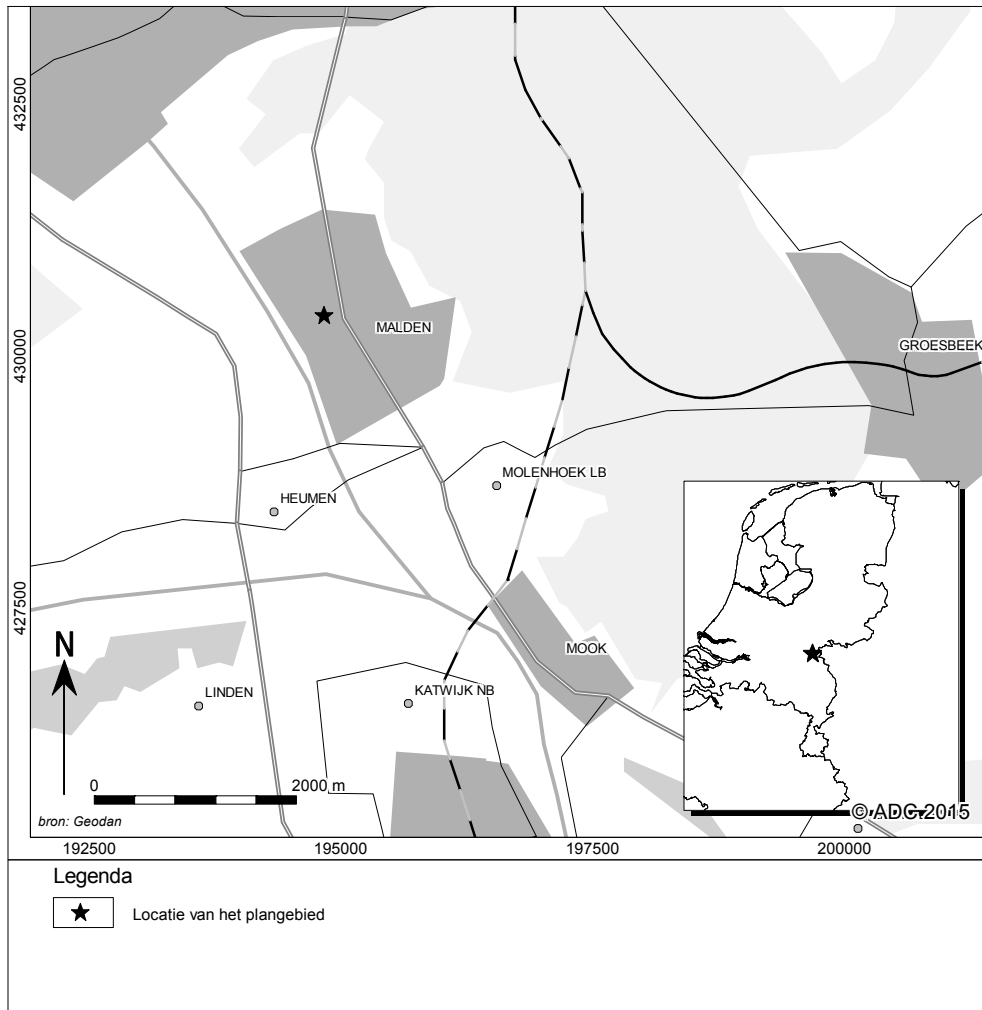 432500
430000
427500
MALDEN
GROESBEEK
MOLENHOEK LB
HEUMEN
MOOK
LINDEN
KATWIJK NB
N
0 2000 m
bron: Geodan
© ADC 2015
192500 195000 197500 200000
Legenda
Locatie van het plangebied